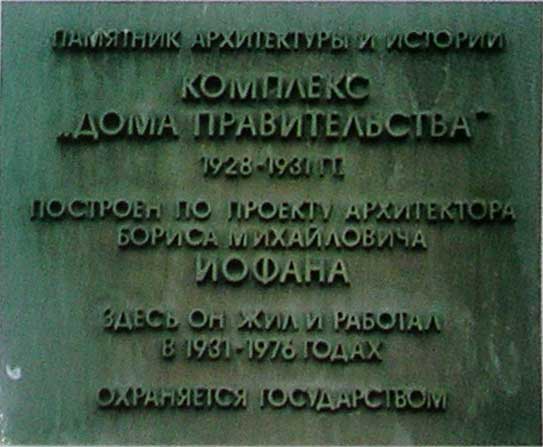 ПАМЯТНИК АРХИТЕКТУРЫ И ИСТОРИИ
КОМПЛЕКС
„ДОМА ПРАВИТЕЛЬСТВА"
1928-1931 ГГ.
ПОСТРОЕН ПО ПРОЕКТУ АРХИТЕКТОРА
БОРИСА МИХАЙЛОВИЧА
ИОФАНА
ЗДЕСЬ ОН ЖИЛ И РАБОТАЛ
В 1931-1976 ГОДАХ
ОХРАНЯЕТСЯ ГОСУДАРСТВОМ